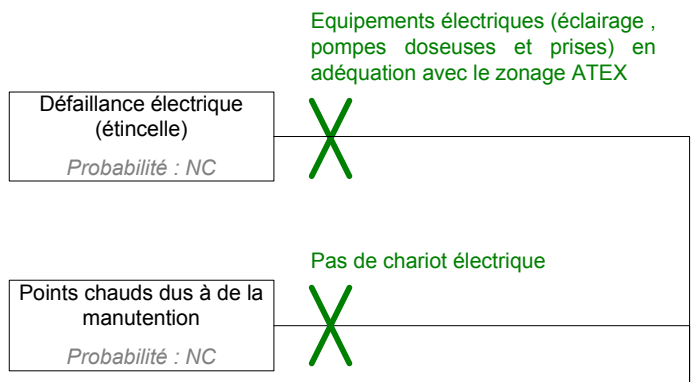 Equipements électriques (éclairage ,
pompes doseuses et prises) en
adéquation avec le zonage ATEX
Défaillance électrique
(étincelle)
Probabilité : NC
Pas de chariot électrique
Points chauds dus à de la
manutention
Probabilité : NC